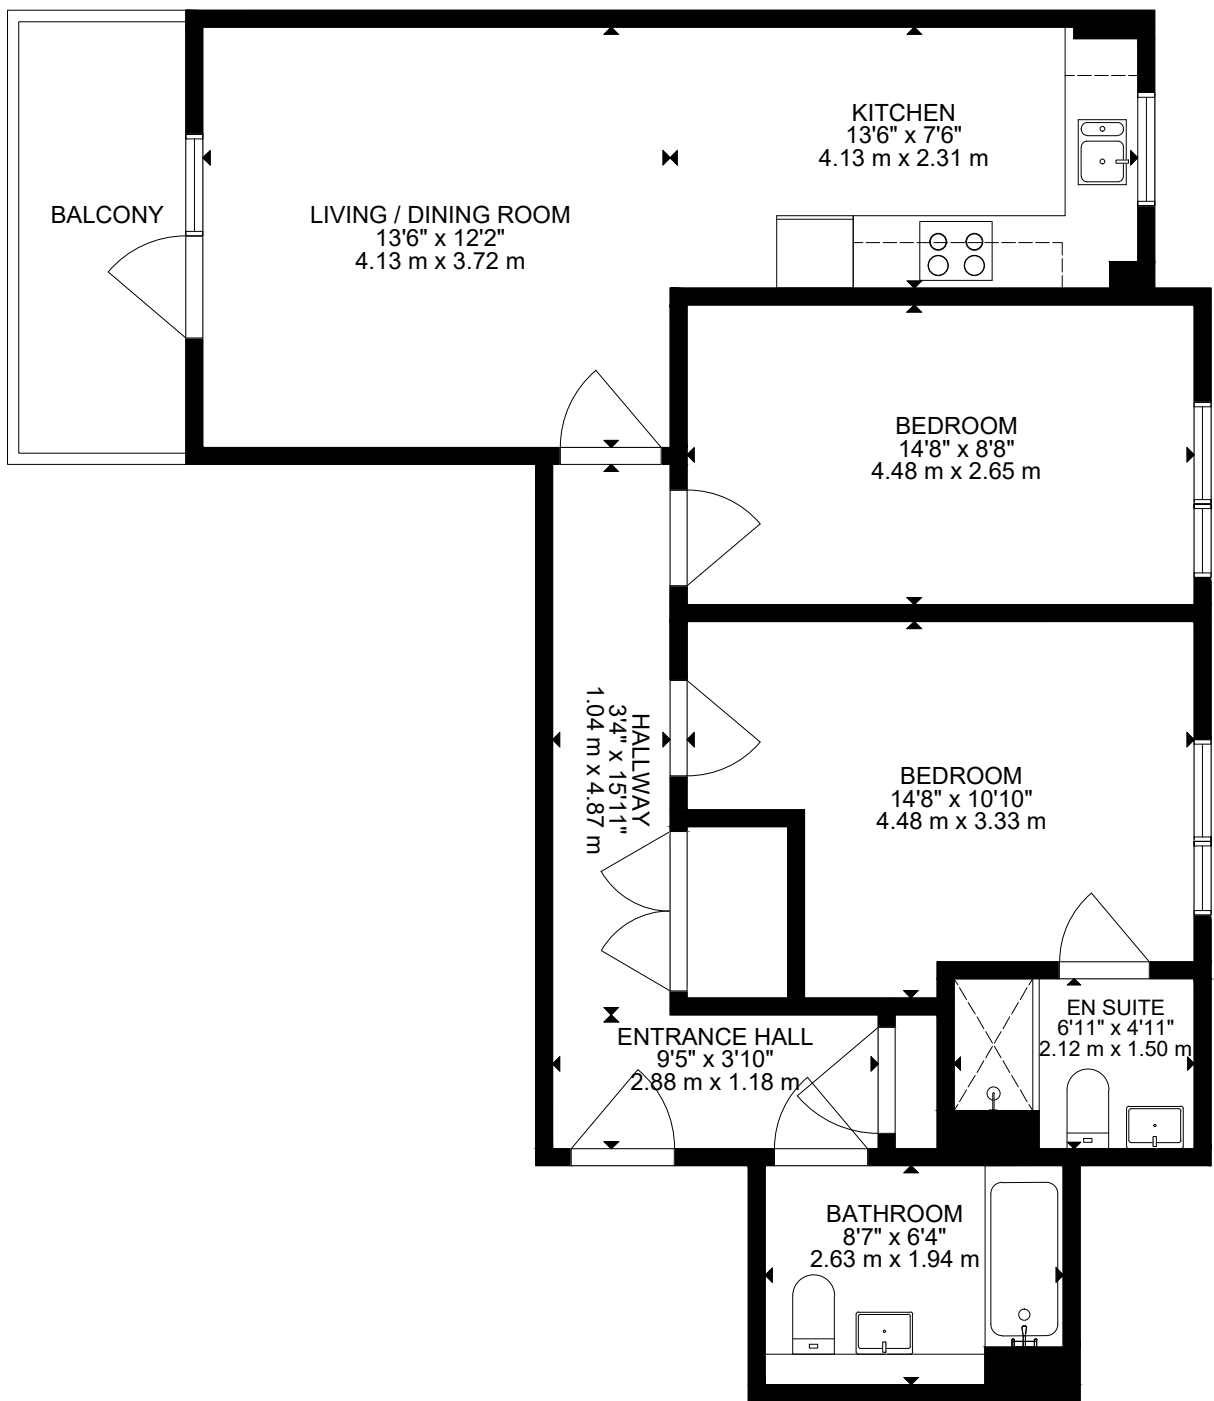 KITCHEN
13'6" x 7'6"
4.13 m x 2.31 m
BALCONY
LIVING / DINING ROOM
13'6" x 12'2"
4.13 m x 3.72 m
BEDROOM
14'8" x 8'8"
4.48 m x 2.65 m
HALLWAY
3'4" x 15'11"
1.04 m x 4.87 m
BEDROOM
14'8" x 10'10"
4.48 m x 3.33 m
EN SUITE
6'11" x 4'11"
2.12 m x 1.50 m
ENTRANCE HALL
9'5" x 3'10"
2.88 m x 1.18 m
BATHROOM
8'7" x 6'4"
2.63 m x 1.94 m